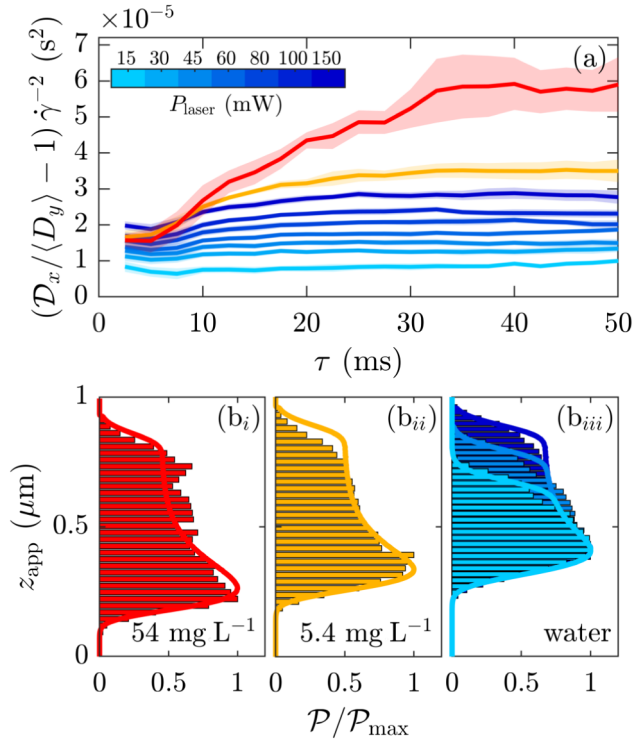 ×10⁻⁵
(a)
15 30 45 60 80 100 150
P_laser (mW)
(𝒟ₓ/⟨D_y⟩ − 1) γ̇⁻² (s²)
7
6
5
4
3
2
1
0
0 10 20 30 40 50
τ (ms)
(b_i) (b_ii) (b_iii)
z_app (μm)
1
0.5
0
54 mg L⁻¹ 5.4 mg L⁻¹ water
0 0.5 1 0 0.5 1 0 0.5 1
𝒫/𝒫_max